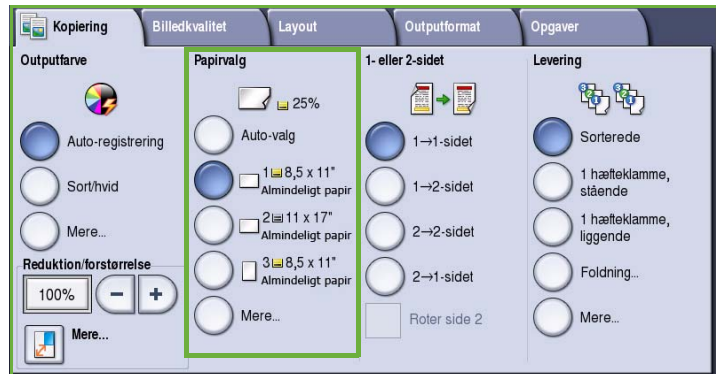 Kopiering
Billedkvalitet
Layout
Outputformat
Opgaver
Outputfarve
Auto-registrering
Sort/hvid
Mere...
Reduktion/forstørrelse
100%
Mere...
Papirvalg
25%
Auto-valg
1 8,5 x 11"
Almindeligt papir
2 11 x 17"
Almindeligt papir
3 8,5 x 11"
Almindeligt papir
Mere...
1- eller 2-sidet
1→1-sidet
1→2-sidet
2→2-sidet
2→1-sidet
Roter side 2
Levering
Sorterede
1 hæfteklamme,
stående
1 hæfteklamme,
liggende
Foldning...
Mere...